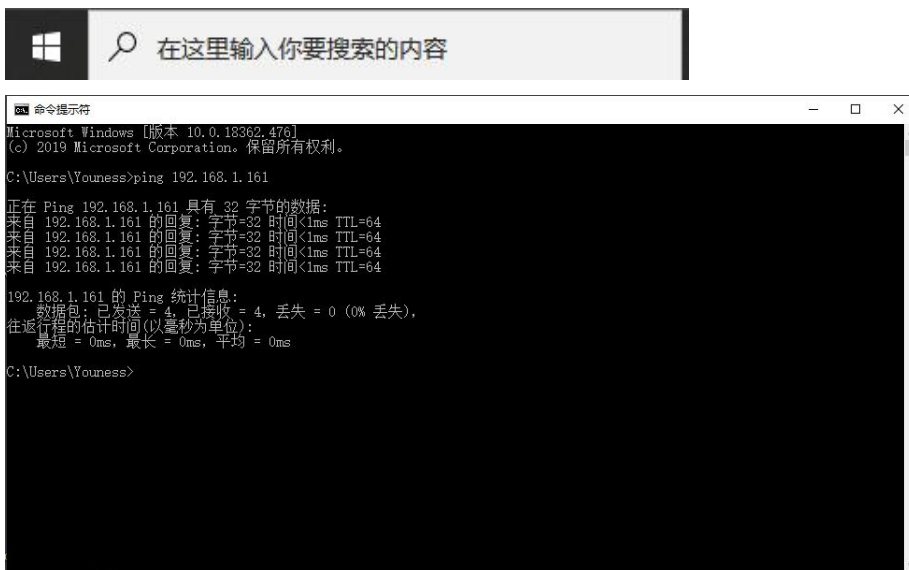 在这里输入你要搜索的内容
命令提示符
Microsoft Windows [版本 10.0.18362.476]
(c) 2019 Microsoft Corporation。保留所有权利。
C:\Users\Youness>ping 192.168.1.161
正在 Ping 192.168.1.161 具有 32 字节的数据:
来自 192.168.1.161 的回复: 字节=32 时间<1ms TTL=64
来自 192.168.1.161 的回复: 字节=32 时间<1ms TTL=64
来自 192.168.1.161 的回复: 字节=32 时间<1ms TTL=64
来自 192.168.1.161 的回复: 字节=32 时间<1ms TTL=64
192.168.1.161 的 Ping 统计信息:
数据包: 已发送 = 4，已接收 = 4，丢失 = 0 (0% 丢失)，
往返行程的估计时间(以毫秒为单位):
最短 = 0ms，最长 = 0ms，平均 = 0ms
C:\Users\Youness>